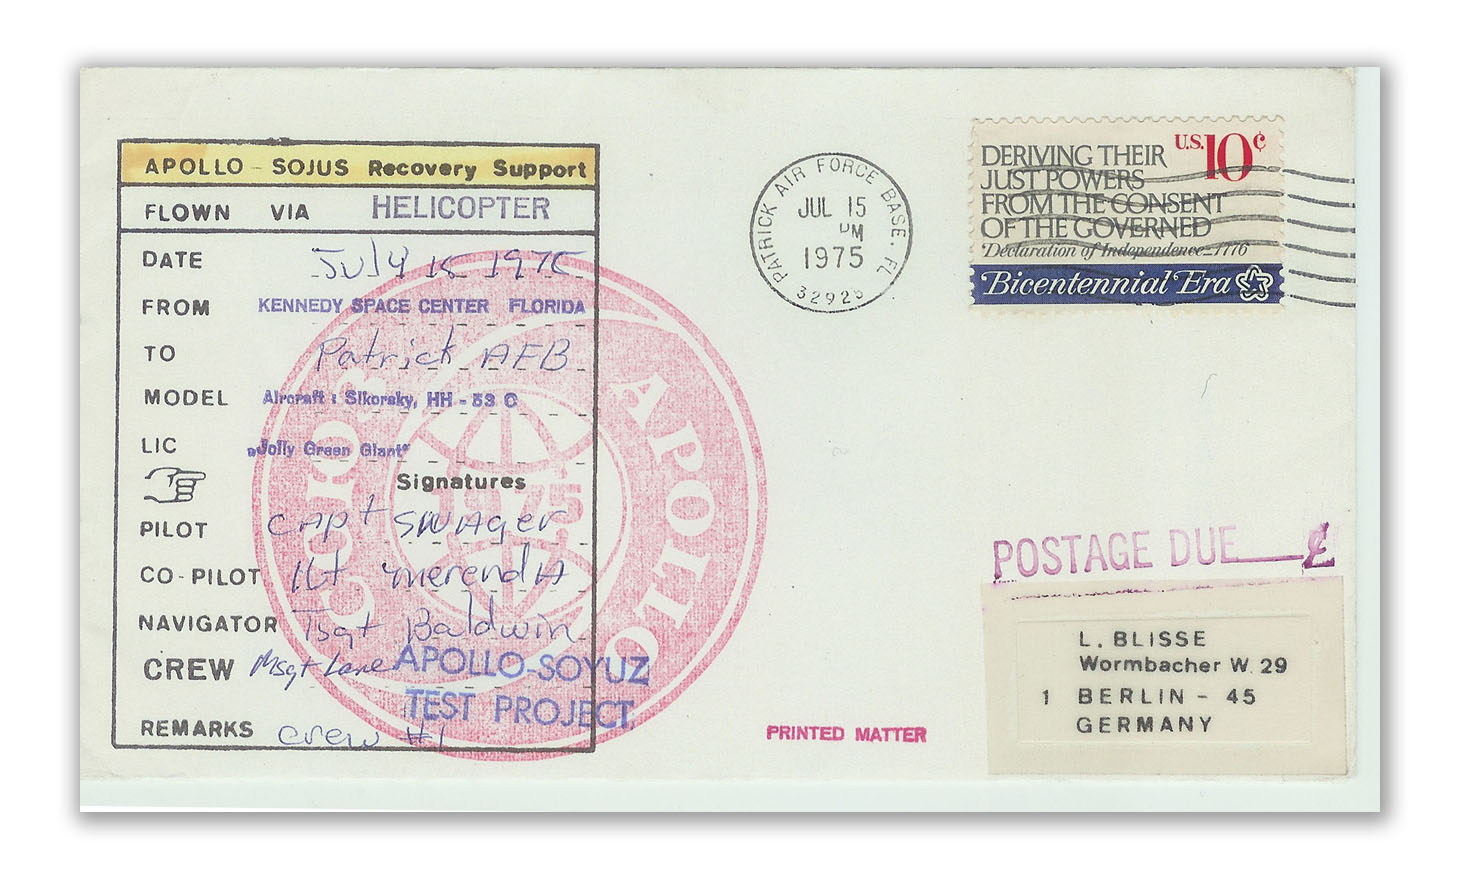 APOLLO - SOJUS Recovery Support
FLOWN VIA HELICOPTER
DATE July 15 1975
FROM KENNEDY SPACE CENTER FLORIDA
TO Patrick AFB
MODEL Aircraft : Sikorsky, HH - 53 C
LIC „Jolly Green Giant"
Signatures
PILOT CAPT SWAger
CO-PILOT 1Lt merendA
NAVIGATOR Tsgt Baldwin
CREW Msgt Lane
REMARKS Crew #1
APOLLO-SOYUZ
TEST PROJECT
СОЮЗ
APOLLO
1975
PATRICK AIR FORCE BASE. FL
JUL 15
PM
1975
32925
U.S. 10¢
DERIVING THEIR
JUST POWERS
FROM THE CONSENT
OF THE GOVERNED
Declaration of Independence-1776
Bicentennial Era
POSTAGE DUE ¢
L. BLISSE
Wormbacher W. 29
1 BERLIN - 45
GERMANY
PRINTED MATTER